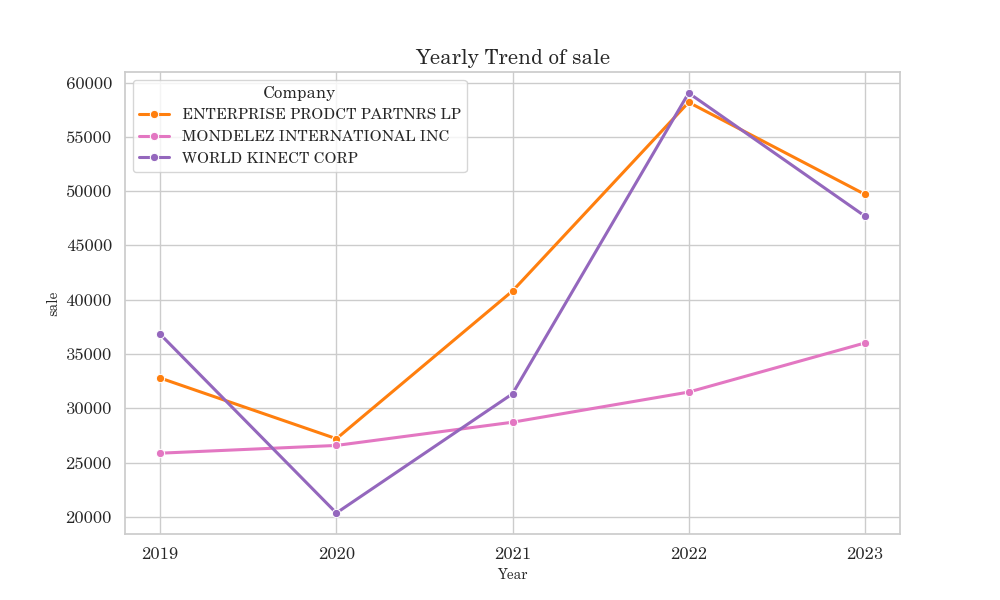 Yearly Trend of sale
60000
55000
50000
45000
40000
35000
30000
25000
20000
sale
Company
ENTERPRISE PRODCT PARTNRS LP
MONDELEZ INTERNATIONAL INC
WORLD KINECT CORP
2019 2020 2021 2022 2023
Year